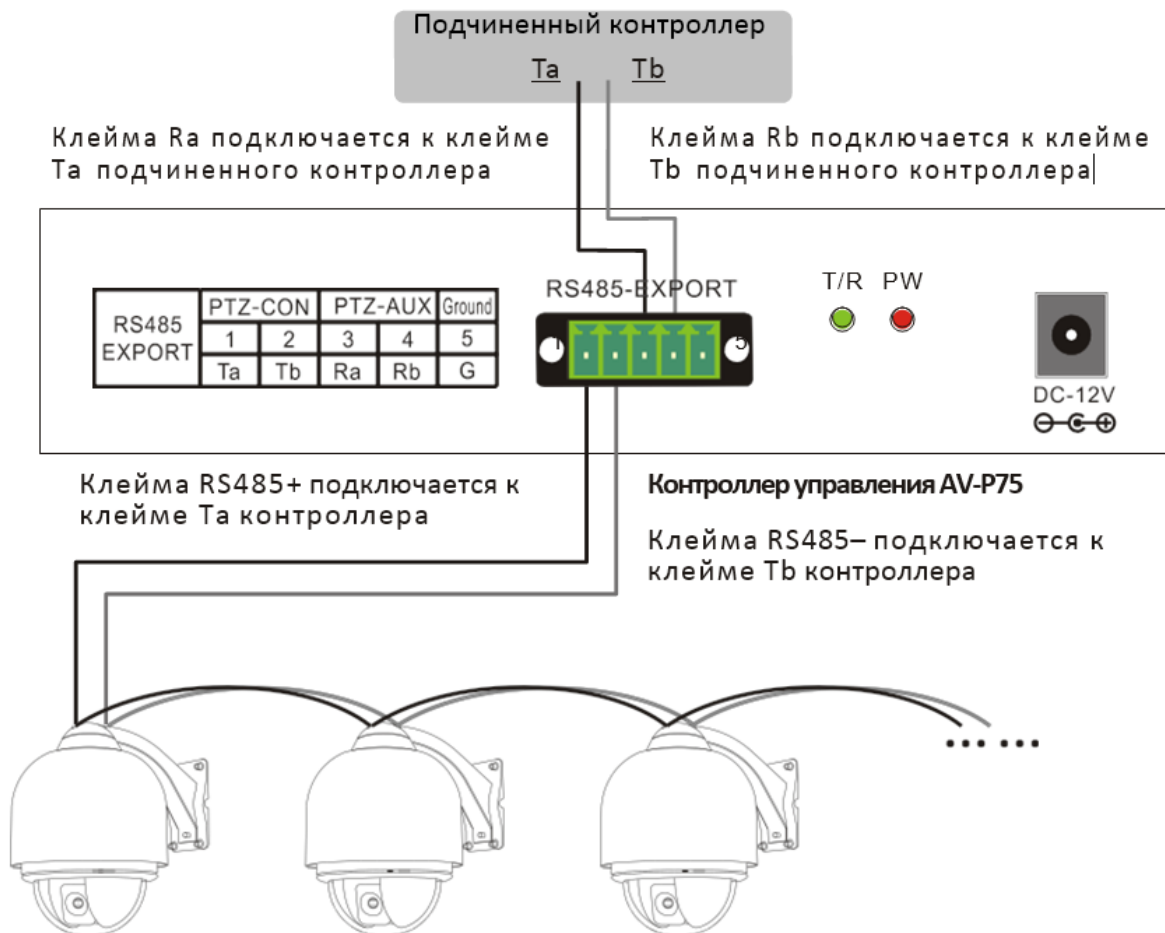 Подчиненный контроллер
Ta Tb
Клейма Ra подключается к клейме
Ta подчиненного контроллера
Клейма Rb подключается к клейме
Tb подчиненного контроллера
RS485
EXPORT
PTZ-CON PTZ-AUX Ground
1 2 3 4 5
Ta Tb Ra Rb G
RS485-EXPORT
1 5
T/R PW
DC-12V
Клейма RS485+ подключается к
клейме Ta контроллера
Контроллер управления AV-P75
Клейма RS485– подключается к
клейме Tb контроллера